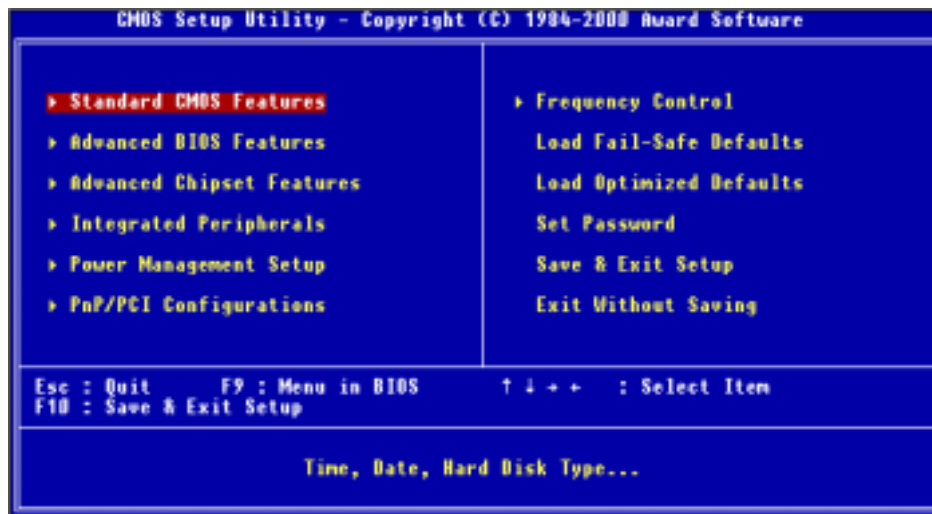 CMOS Setup Utility - Copyright (C) 1984-2000 Award Software
▸ Standard CMOS Features
▸ Advanced BIOS Features
▸ Advanced Chipset Features
▸ Integrated Peripherals
▸ Power Management Setup
▸ PnP/PCI Configurations
▸ Frequency Control
Load Fail-Safe Defaults
Load Optimized Defaults
Set Password
Save & Exit Setup
Exit Without Saving
Esc : Quit F9 : Menu in BIOS ↑ ↓ → ← : Select Item
F10 : Save & Exit Setup
Time, Date, Hard Disk Type...